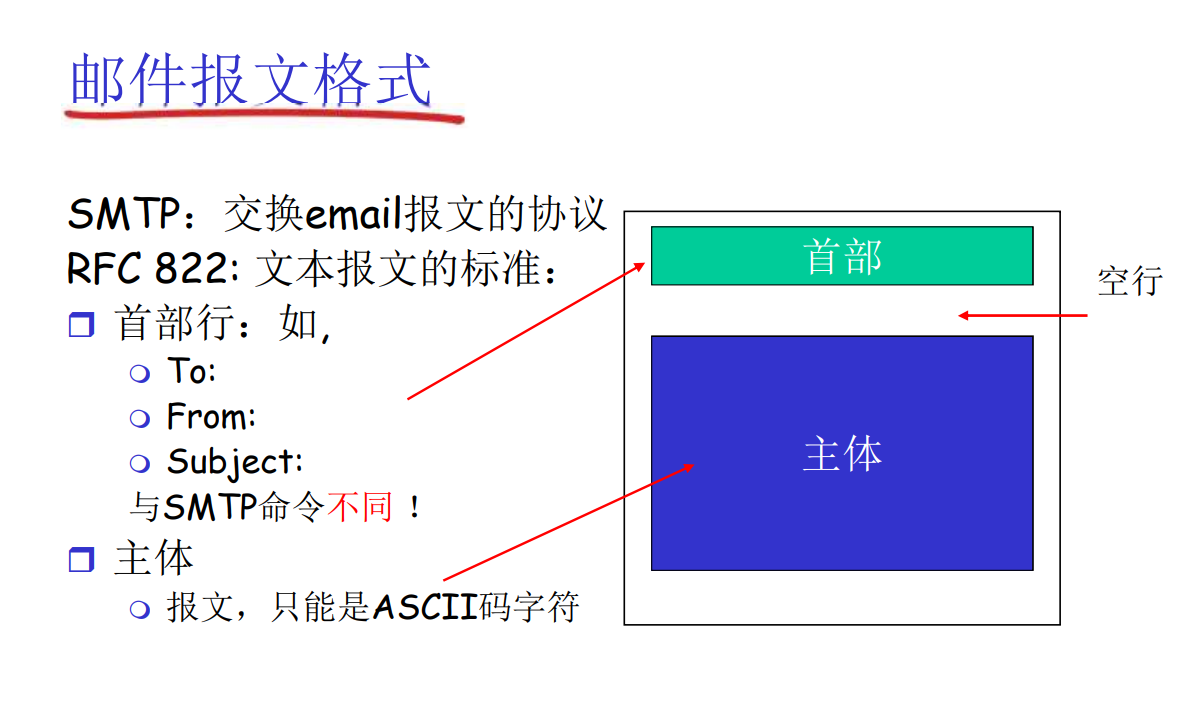 邮件报文格式
SMTP：交换email报文的协议
RFC 822: 文本报文的标准：
首部行：如,
To:
From:
Subject:
与SMTP命令不同！
主体
报文，只能是ASCII码字符
首部
空行
主体